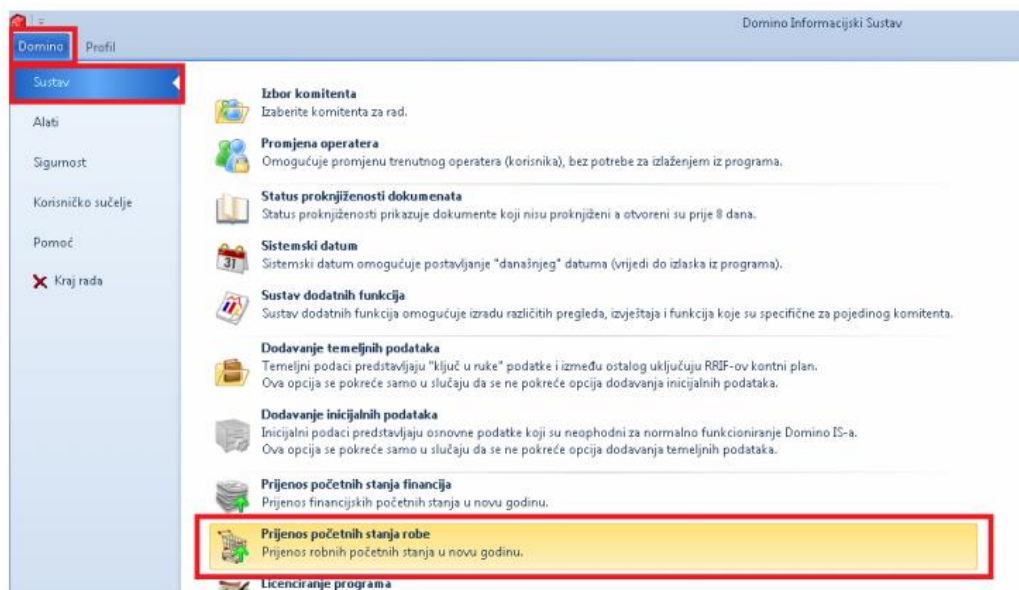 Domino Informacijski Sustav
Domino
Profil
Sustav
Alati
Sigurnost
Korisničko sučelje
Pomoć
Kraj rada
Izbor komitenta
Izaberite komitenta za rad.
Promjena operatera
Omogućuje promjenu trenutnog operatera (korisnika), bez potrebe za izlaženjem iz programa.
Status proknjiženosti dokumenata
Status proknjiženosti prikazuje dokumente koji nisu proknjiženi a otvoreni su prije 8 dana.
Sistemski datum
Sistemski datum omogućuje postavljanje "današnjeg" datuma (vrijedi do izlaska iz programa).
31
Sustav dodatnih funkcija
Sustav dodatnih funkcija omogućuje izradu različitih pregleda, izvještaja i funkcija koje su specifične za pojedinog komitenta.
Dodavanje temeljnih podataka
Temeljni podaci predstavljaju "ključ u ruke" podatke i između ostalog uključuju RRIF-ov kontni plan.
Ova opcija se pokreće samo u slučaju da se ne pokreće opcija dodavanja inicijalnih podataka.
Dodavanje inicijalnih podataka
Inicijalni podaci predstavljaju osnovne podatke koji su neophodni za normalno funkcioniranje Domino IS-a.
Ova opcija se pokreće samo u slučaju da se ne pokreće opcija dodavanja temeljnih podataka.
Prijenos početnih stanja financija
Prijenos financijskih početnih stanja u novu godinu.
Prijenos početnih stanja robe
Prijenos robnih početnih stanja u novu godinu.
Licenciranje programa